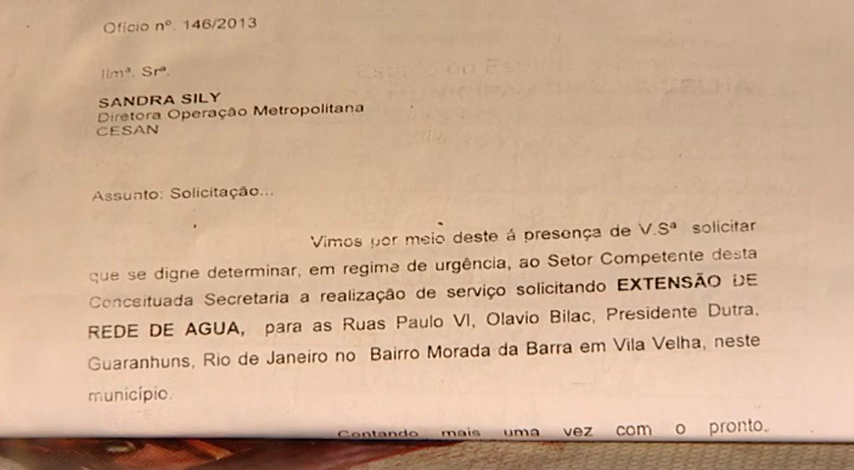 Ofício nº. 146/2013
Ilmª. Srª.
SANDRA SILY
Diretora Operação Metropolitana
CESAN
Assunto: Solicitação...
Vimos por meio deste á presença de V.Sª solicitar
que se digne determinar, em regime de urgência, ao Setor Competente desta
Conceituada Secretaria a realização de serviço solicitando EXTENSÃO DE
REDE DE AGUA, para as Ruas Paulo VI, Olavio Bilac, Presidente Dutra,
Guaranhuns, Rio de Janeiro no Bairro Morada da Barra em Vila Velha, neste
município.
Contando mais uma vez com o pronto